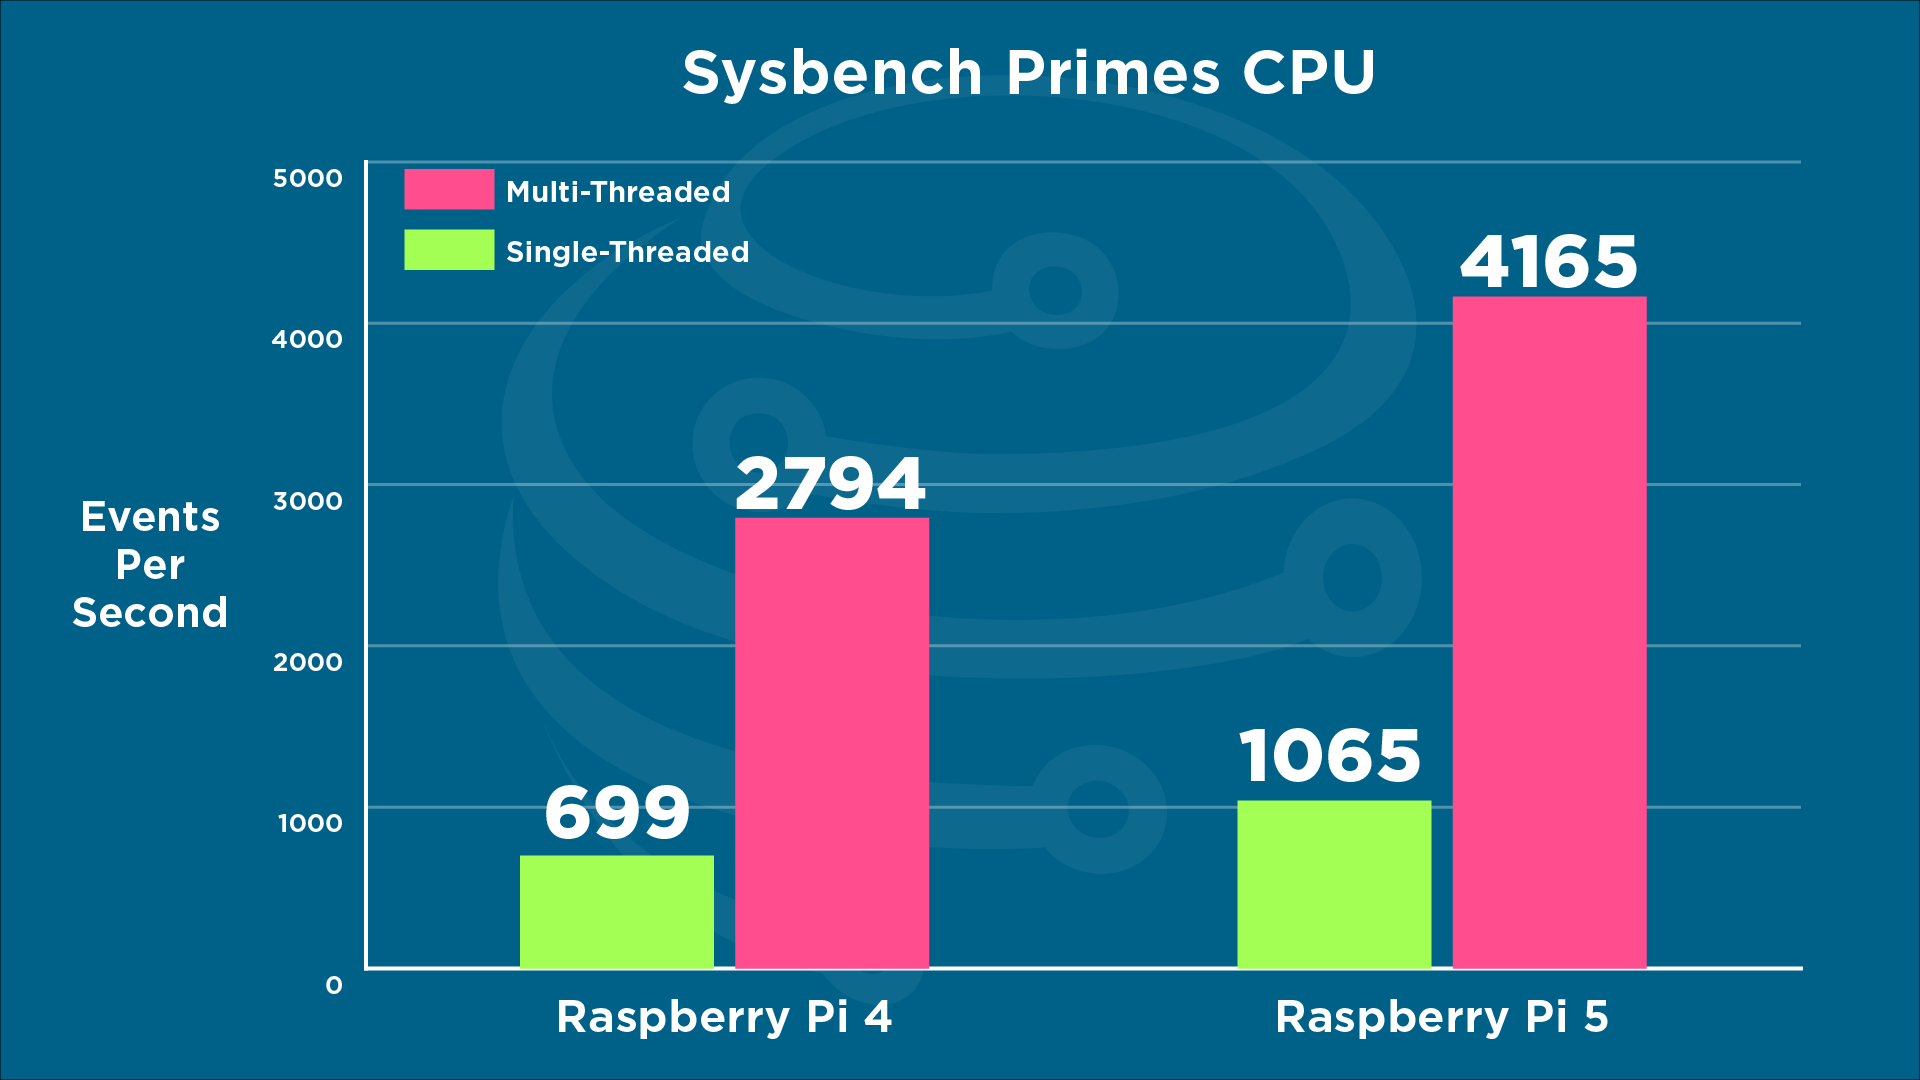 Sysbench Primes CPU
5000
Multi-Threaded
Single-Threaded
4165
4000
2794
3000
Events
Per
Second
2000
1065
699
1000
0
Raspberry Pi 4
Raspberry Pi 5